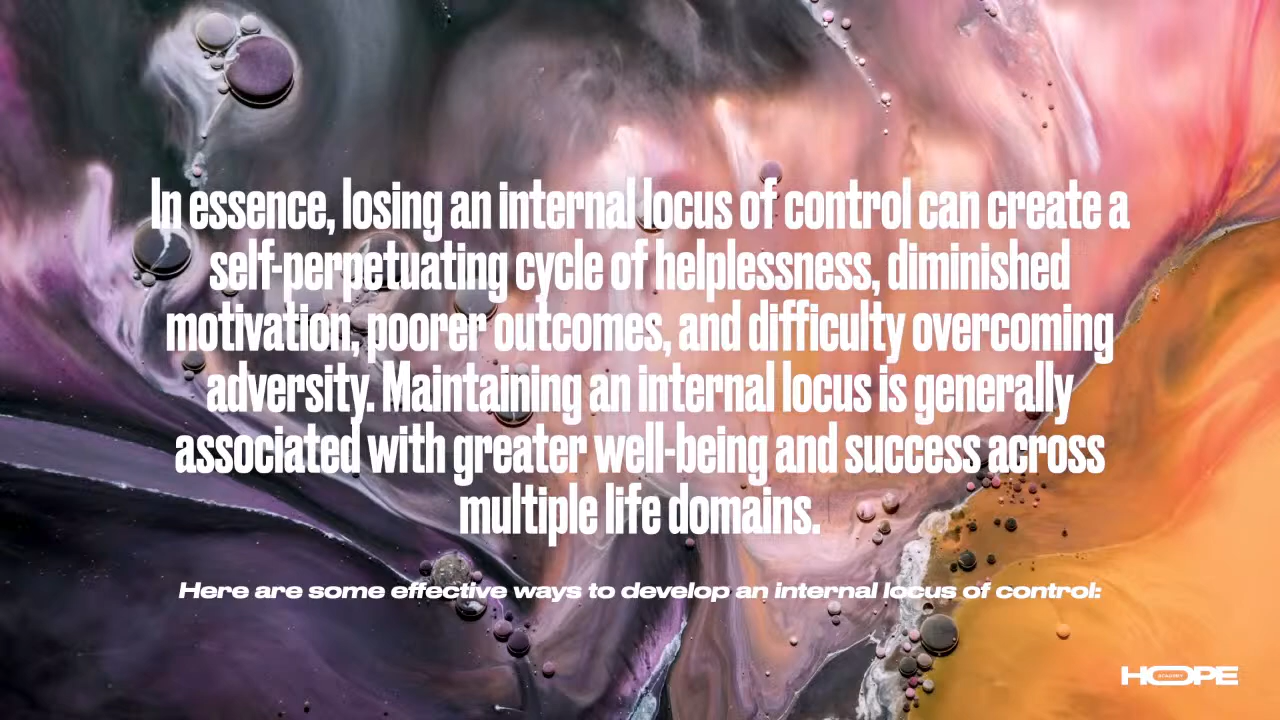 In essence, losing an internal locus of control can create a
self-perpetuating cycle of helplessness, diminished
motivation, poorer outcomes, and difficulty overcoming
adversity. Maintaining an internal locus is generally
associated with greater well-being and success across
multiple life domains.
Here are some effective ways to develop an internal locus of control:
HOPE